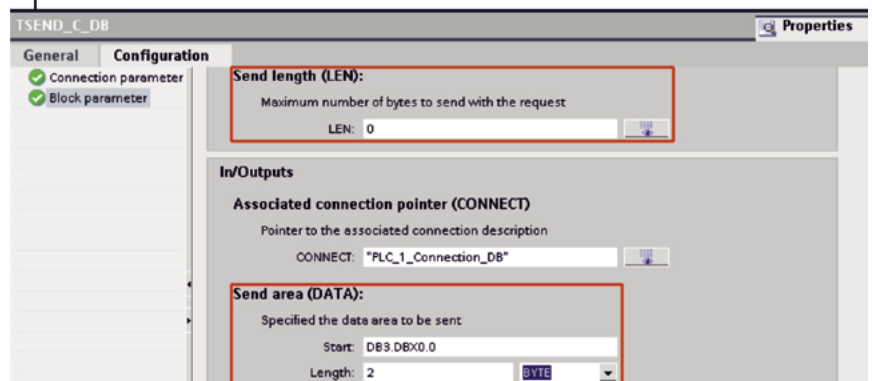 TSEND_C_DB
Properties
General Configuration
Connection parameter
Block parameter
Send length (LEN):
Maximum number of bytes to send with the request
LEN: 0
In/Outputs
Associated connection pointer (CONNECT)
Pointer to the associated connection description
CONNECT: "PLC_1_Connection_DB"
Send area (DATA):
Specified the data area to be sent
Start: DB3.DBX0.0
Length: 2 BYTE